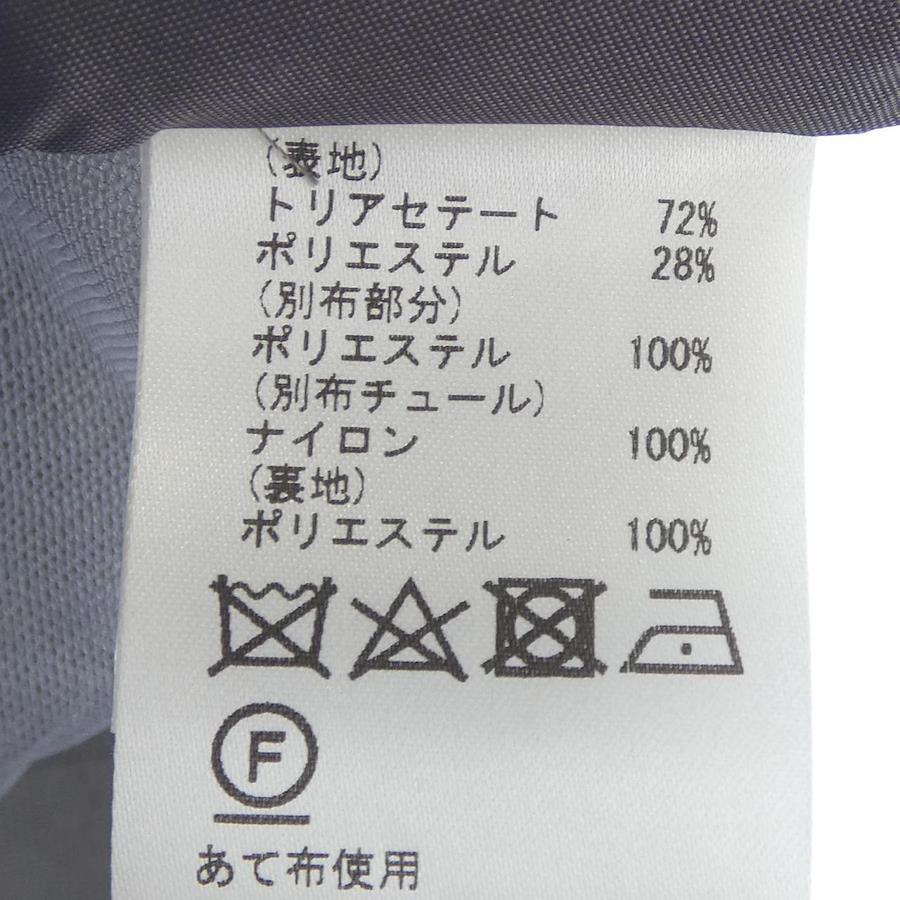 (表地)
トリアセテート 72%
ポリエステル 28%
(別布部分)
ポリエステル 100%
(別布チュール)
ナイロン 100%
(裏地)
ポリエステル 100%
F
あて布使用